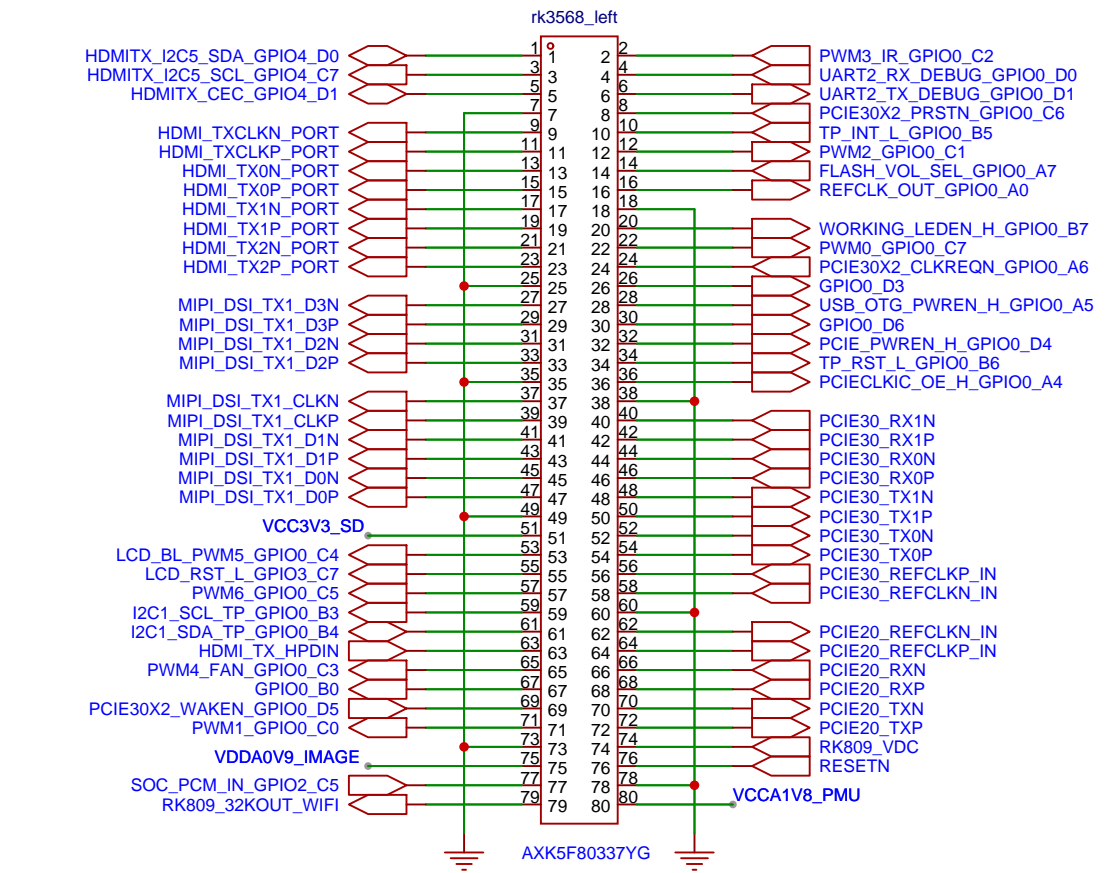 rk3568_left
HDMITX_I2C5_SDA_GPIO4_D0 1 1 2 2 PWM3_IR_GPIO0_C2
HDMITX_I2C5_SCL_GPIO4_C7 3 3 4 4 UART2_RX_DEBUG_GPIO0_D0
HDMITX_CEC_GPIO4_D1 5 5 6 6 UART2_TX_DEBUG_GPIO0_D1
7 7 8 8 PCIE30X2_PRSTN_GPIO0_C6
HDMI_TXCLKN_PORT 9 9 10 10 TP_INT_L_GPIO0_B5
HDMI_TXCLKP_PORT 11 11 12 12 PWM2_GPIO0_C1
HDMI_TX0N_PORT 13 13 14 14 FLASH_VOL_SEL_GPIO0_A7
HDMI_TX0P_PORT 15 15 16 16 REFCLK_OUT_GPIO0_A0
HDMI_TX1N_PORT 17 17 18 18
HDMI_TX1P_PORT 19 19 20 20 WORKING_LEDEN_H_GPIO0_B7
HDMI_TX2N_PORT 21 21 22 22 PWM0_GPIO0_C7
HDMI_TX2P_PORT 23 23 24 24 PCIE30X2_CLKREQN_GPIO0_A6
25 25 26 26 GPIO0_D3
MIPI_DSI_TX1_D3N 27 27 28 28 USB_OTG_PWREN_H_GPIO0_A5
MIPI_DSI_TX1_D3P 29 29 30 30 GPIO0_D6
MIPI_DSI_TX1_D2N 31 31 32 32 PCIE_PWREN_H_GPIO0_D4
MIPI_DSI_TX1_D2P 33 33 34 34 TP_RST_L_GPIO0_B6
35 35 36 36 PCIECLKIC_OE_H_GPIO0_A4
MIPI_DSI_TX1_CLKN 37 37 38 38
MIPI_DSI_TX1_CLKP 39 39 40 40 PCIE30_RX1N
MIPI_DSI_TX1_D1N 41 41 42 42 PCIE30_RX1P
MIPI_DSI_TX1_D1P 43 43 44 44 PCIE30_RX0N
MIPI_DSI_TX1_D0N 45 45 46 46 PCIE30_RX0P
MIPI_DSI_TX1_D0P 47 47 48 48 PCIE30_TX1N
49 49 50 50 PCIE30_TX1P
VCC3V3_SD 51 51 52 52 PCIE30_TX0N
LCD_BL_PWM5_GPIO0_C4 53 53 54 54 PCIE30_TX0P
LCD_RST_L_GPIO3_C7 55 55 56 56 PCIE30_REFCLKP_IN
PWM6_GPIO0_C5 57 57 58 58 PCIE30_REFCLKN_IN
I2C1_SCL_TP_GPIO0_B3 59 59 60 60
I2C1_SDA_TP_GPIO0_B4 61 61 62 62 PCIE20_REFCLKN_IN
HDMI_TX_HPDIN 63 63 64 64 PCIE20_REFCLKP_IN
PWM4_FAN_GPIO0_C3 65 65 66 66 PCIE20_RXN
GPIO0_B0 67 67 68 68 PCIE20_RXP
PCIE30X2_WAKEN_GPIO0_D5 69 69 70 70 PCIE20_TXN
PWM1_GPIO0_C0 71 71 72 72 PCIE20_TXP
73 73 74 74 RK809_VDC
VDDA0V9_IMAGE 75 75 76 76 RESETN
SOC_PCM_IN_GPIO2_C5 77 77 78 78
RK809_32KOUT_WIFI 79 79 80 80 VCCA1V8_PMU
AXK5F80337YG